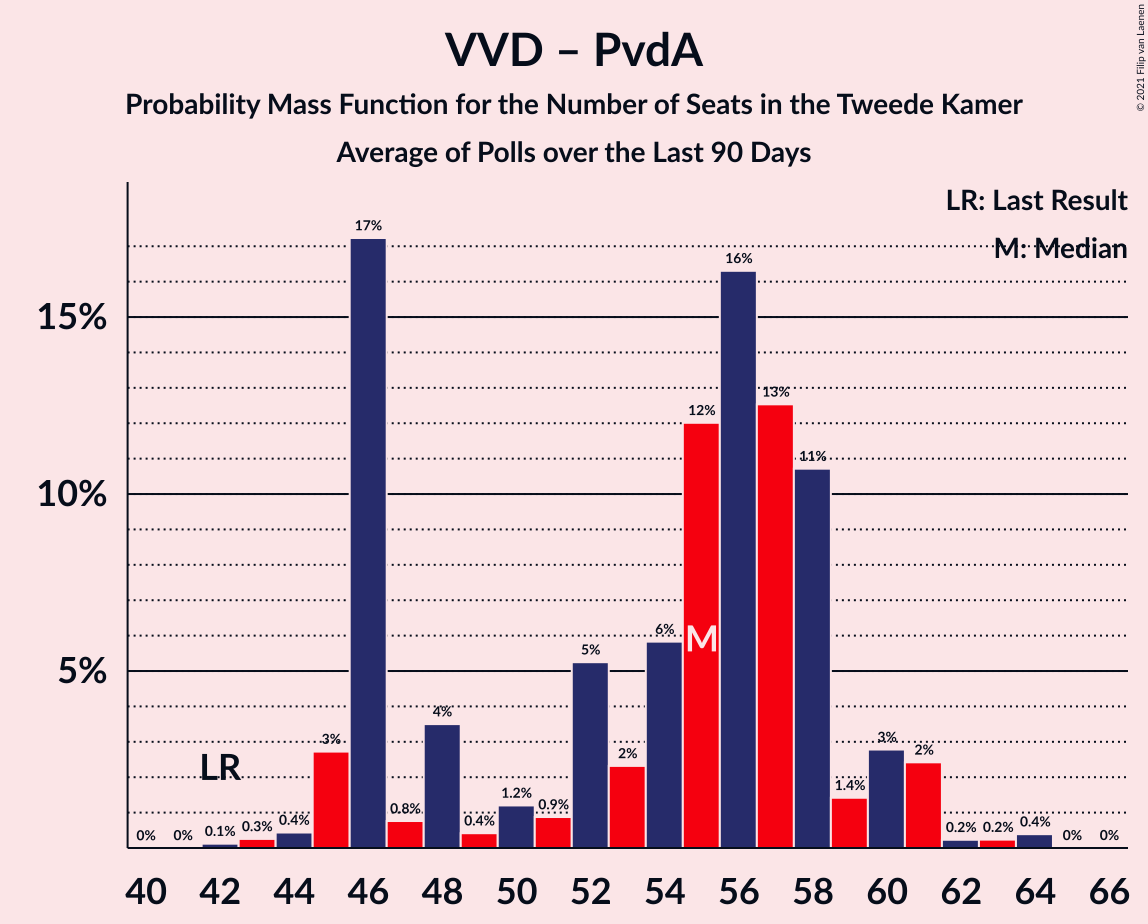 VVD – PvdA
Probability Mass Function for the Number of Seats in the Tweede Kamer
Average of Polls over the Last 90 Days
© 2021 Filip van Laenen
LR: Last Result
M: Median
15%
10%
5%
0% 0% 0.1% 0.3% 0.4% 3% 17% 0.8% 4% 0.4% 1.2% 0.9% 5% 2% 6% 12% 16% 13% 11% 1.4% 3% 2% 0.2% 0.2% 0.4% 0% 0%
LR
M
40 42 44 46 48 50 52 54 56 58 60 62 64 66